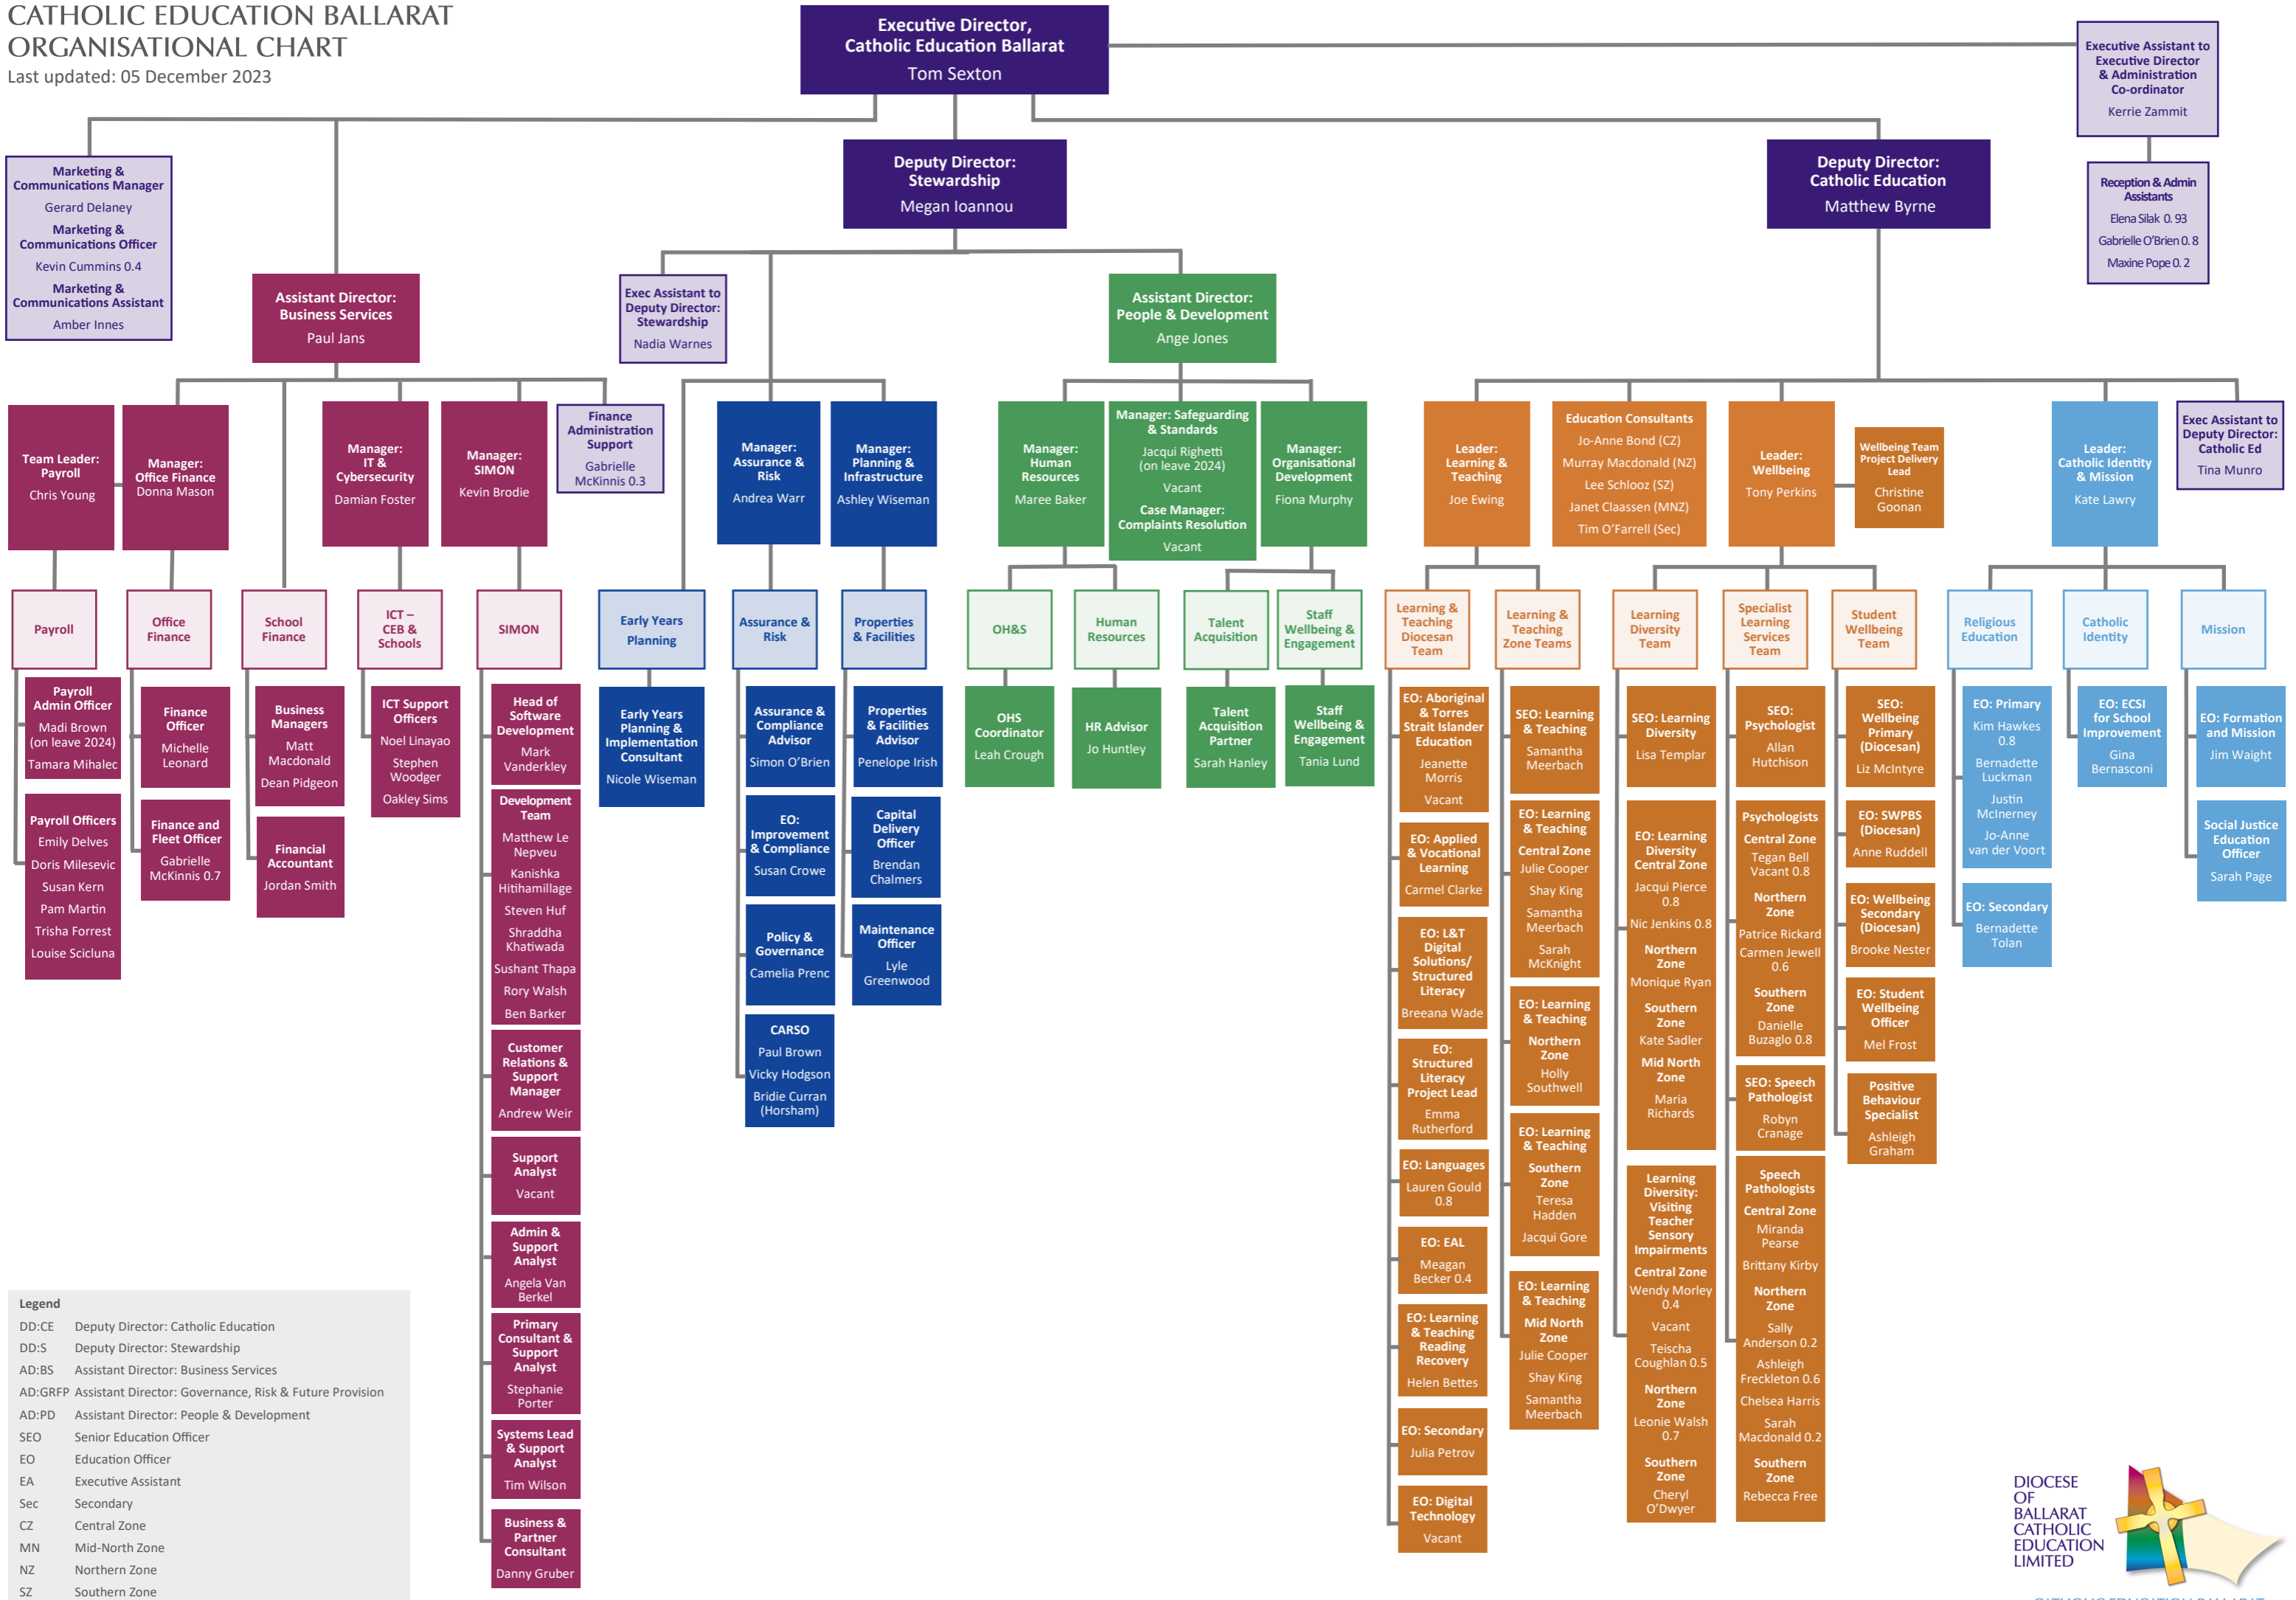 CATHOLIC EDUCATION BALLARAT
ORGANISATIONAL CHART
Last updated: 05 December 2023
Executive Director,
Catholic Education Ballarat
Tom Sexton
Executive Assistant to
Executive Director
& Administration
Co-ordinator
Kerrie Zammit
Reception & Admin
Assistants
Elena Silak 0. 93
Gabrielle O'Brien 0. 8
Maxine Pope 0. 2
Marketing &
Communications Manager
Gerard Delaney
Marketing &
Communications Officer
Kevin Cummins 0.4
Marketing &
Communications Assistant
Amber Innes
Deputy Director:
Stewardship
Megan Ioannou
Deputy Director:
Catholic Education
Matthew Byrne
Assistant Director:
Business Services
Paul Jans
Exec Assistant to
Deputy Director:
Stewardship
Nadia Warnes
Assistant Director:
People & Development
Ange Jones
Team Leader:
Payroll
Chris Young
Manager:
Office Finance
Donna Mason
Manager:
IT &
Cybersecurity
Damian Foster
Manager:
SIMON
Kevin Brodie
Finance
Administration
Support
Gabrielle
McKinnis 0.3
Manager:
Assurance &
Risk
Andrea Warr
Manager:
Planning &
Infrastructure
Ashley Wiseman
Manager:
Human
Resources
Maree Baker
Manager: Safeguarding
& Standards
Jacqui Righetti
(on leave 2024)
Vacant
Case Manager:
Complaints Resolution
Vacant
Manager:
Organisational
Development
Fiona Murphy
Leader:
Learning &
Teaching
Joe Ewing
Education Consultants
Jo-Anne Bond (CZ)
Murray Macdonald (NZ)
Lee Schlooz (SZ)
Janet Claassen (MNZ)
Tim O'Farrell (Sec)
Leader:
Wellbeing
Tony Perkins
Wellbeing Team
Project Delivery
Lead
Christine
Goonan
Leader:
Catholic Identity
& Mission
Kate Lawry
Exec Assistant to
Deputy Director:
Catholic Ed
Tina Munro
Payroll
Office
Finance
School
Finance
ICT –
CEB &
Schools
SIMON
Early Years
Planning
Assurance &
Risk
Properties
& Facilities
OH&S
Human
Resources
Talent
Acquisition
Staff
Wellbeing &
Engagement
Learning &
Teaching
Diocesan
Team
Learning &
Teaching
Zone Teams
Learning
Diversity
Team
Specialist
Learning
Services
Team
Student
Wellbeing
Team
Religious
Education
Catholic
Identity
Mission
Payroll
Admin Officer
Madi Brown
(on leave 2024)
Tamara Mihalec
Payroll Officers
Emily Delves
Doris Milesevic
Susan Kern
Pam Martin
Trisha Forrest
Louise Scicluna
Finance
Officer
Michelle
Leonard
Finance and
Fleet Officer
Gabrielle
McKinnis 0.7
Business
Managers
Matt
Macdonald
Dean Pidgeon
Financial
Accountant
Jordan Smith
ICT Support
Officers
Noel Linayao
Stephen
Woodger
Oakley Sims
Head of
Software
Development
Mark
Vanderkley
Development
Team
Matthew Le
Nepveu
Kanishka
Hitihamillage
Steven Huf
Shraddha
Khatiwada
Sushant Thapa
Rory Walsh
Ben Barker
Customer
Relations &
Support
Manager
Andrew Weir
Support
Analyst
Vacant
Admin &
Support
Analyst
Angela Van
Berkel
Primary
Consultant &
Support
Analyst
Stephanie
Porter
Systems Lead
& Support
Analyst
Tim Wilson
Business &
Partner
Consultant
Danny Gruber
Early Years
Planning &
Implementation
Consultant
Nicole Wiseman
Assurance &
Compliance
Advisor
Simon O'Brien
EO:
Improvement
& Compliance
Susan Crowe
Policy &
Governance
Camelia Prenc
CARSO
Paul Brown
Vicky Hodgson
Bridie Curran
(Horsham)
Properties
& Facilities
Advisor
Penelope Irish
Capital
Delivery
Officer
Brendan
Chalmers
Maintenance
Officer
Lyle
Greenwood
OHS
Coordinator
Leah Crough
HR Advisor
Jo Huntley
Talent
Acquisition
Partner
Sarah Hanley
Staff
Wellbeing &
Engagement
Tania Lund
EO: Aboriginal
& Torres
Strait Islander
Education
Jeanette
Morris
Vacant
EO: Applied
& Vocational
Learning
Carmel Clarke
EO: L&T
Digital
Solutions/
Structured
Literacy
Breeana Wade
EO:
Structured
Literacy
Project Lead
Emma
Rutherford
EO: Languages
Lauren Gould
0.8
EO: EAL
Meagan
Becker 0.4
EO: Learning
& Teaching
Reading
Recovery
Helen Bettes
EO: Secondary
Julia Petrov
EO: Digital
Technology
Vacant
SEO: Learning
& Teaching
Samantha
Meerbach
EO: Learning
& Teaching
Central Zone
Julie Cooper
Shay King
Samantha
Meerbach
Sarah
McKnight
EO: Learning
& Teaching
Northern
Zone
Holly
Southwell
EO: Learning
& Teaching
Southern
Zone
Teresa
Hadden
Jacqui Gore
EO: Learning
& Teaching
Mid North
Zone
Julie Cooper
Shay King
Samantha
Meerbach
SEO: Learning
Diversity
Lisa Templar
EO: Learning
Diversity
Central Zone
Jacqui Pierce
0.8
Nic Jenkins 0.8
Northern
Zone
Monique Ryan
Southern
Zone
Kate Sadler
Mid North
Zone
Maria
Richards
Learning
Diversity:
Visiting
Teacher
Sensory
Impairments
Central Zone
Wendy Morley
0.4
Vacant
Teischa
Coughlan 0.5
Northern
Zone
Leonie Walsh
0.7
Southern
Zone
Cheryl
O'Dwyer
SEO:
Psychologist
Allan
Hutchison
Psychologists
Central Zone
Tegan Bell
Vacant 0.8
Northern
Zone
Patrice Rickard
Carmen Jewell
0.6
Southern
Zone
Danielle
Buzaglo 0.8
SEO: Speech
Pathologist
Robyn
Cranage
Speech
Pathologists
Central Zone
Miranda
Pearse
Brittany Kirby
Northern
Zone
Sally
Anderson 0.2
Ashleigh
Freckleton 0.6
Chelsea Harris
Sarah
Macdonald 0.2
Southern
Zone
Rebecca Free
SEO:
Wellbeing
Primary
(Diocesan)
Liz McIntyre
EO: SWPBS
(Diocesan)
Anne Ruddell
EO: Wellbeing
Secondary
(Diocesan)
Brooke Nester
EO: Student
Wellbeing
Officer
Mel Frost
Positive
Behaviour
Specialist
Ashleigh
Graham
EO: Primary
Kim Hawkes
0.8
Bernadette
Luckman
Justin
McInerney
Jo-Anne
van der Voort
EO: Secondary
Bernadette
Tolan
EO: ECSI
for School
Improvement
Gina
Bernasconi
EO: Formation
and Mission
Jim Waight
Social Justice
Education
Officer
Sarah Page
Legend
DD:CE Deputy Director: Catholic Education
DD:S Deputy Director: Stewardship
AD:BS Assistant Director: Business Services
AD:GRFP Assistant Director: Governance, Risk & Future Provision
AD:PD Assistant Director: People & Development
SEO Senior Education Officer
EO Education Officer
EA Executive Assistant
Sec Secondary
CZ Central Zone
MN Mid-North Zone
NZ Northern Zone
SZ Southern Zone
DIOCESE
OF
BALLARAT
CATHOLIC
EDUCATION
LIMITED
CATHOLIC EDUCATION BALLARAT